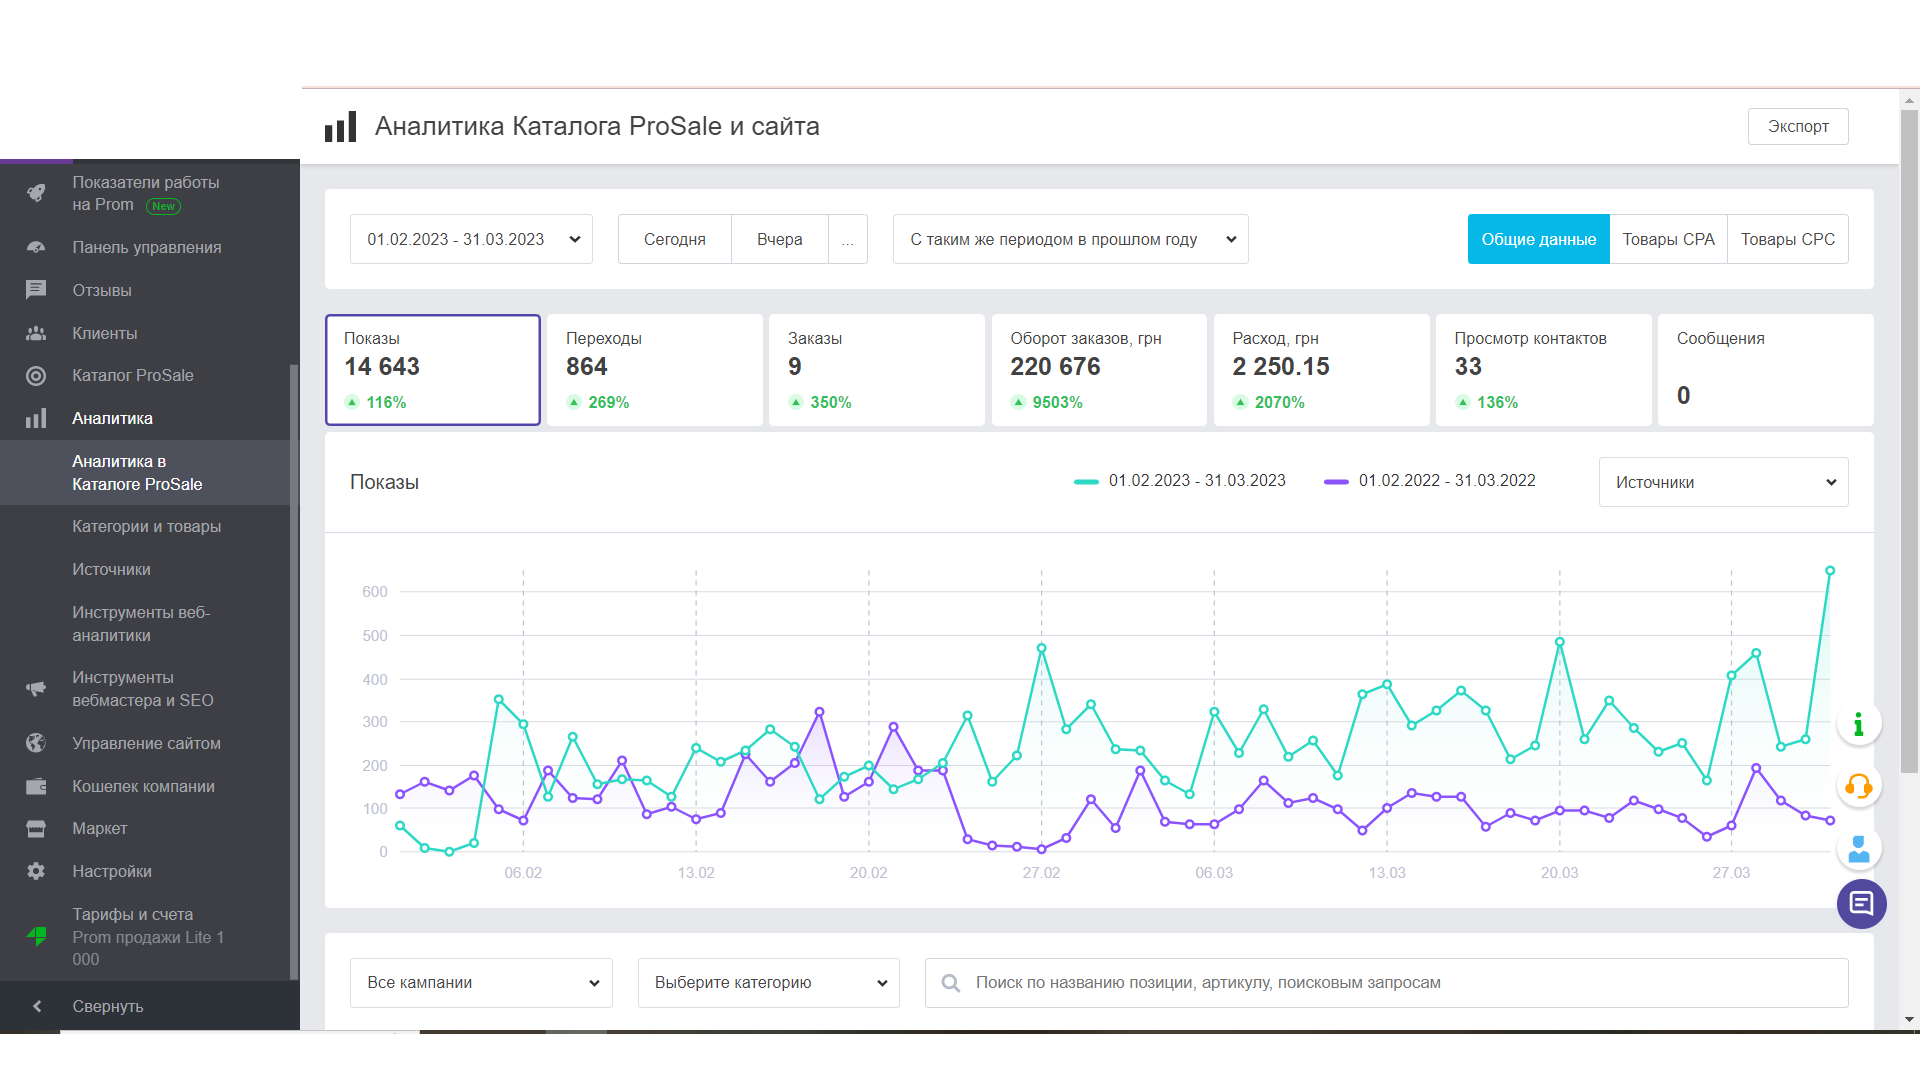 Аналитика Каталога ProSale и сайта
Экспорт
Показатели работы
на Prom New
Панель управления
Отзывы
Клиенты
Каталог ProSale
Аналитика
Аналитика в
Каталоге ProSale
Категории и товары
Источники
Инструменты веб-
аналитики
Инструменты
вебмастера и SEO
Управление сайтом
Кошелек компании
Маркет
Настройки
Тарифы и счета
Prom продажи Lite 1
000
Свернуть
01.02.2023 - 31.03.2023
Сегодня
Вчера
...
С таким же периодом в прошлом году
Общие данные
Товары CPA
Товары CPC
Показы
14 643
116%
Переходы
864
269%
Заказы
9
350%
Оборот заказов, грн
220 676
9503%
Расход, грн
2 250.15
2070%
Просмотр контактов
33
136%
Сообщения
0
Показы
01.02.2023 - 31.03.2023
01.02.2022 - 31.03.2022
Источники
600
500
400
300
200
100
0
06.02
13.02
20.02
27.02
06.03
13.03
20.03
27.03
Все кампании
Выберите категорию
Поиск по названию позиции, артикулу, поисковым запросам